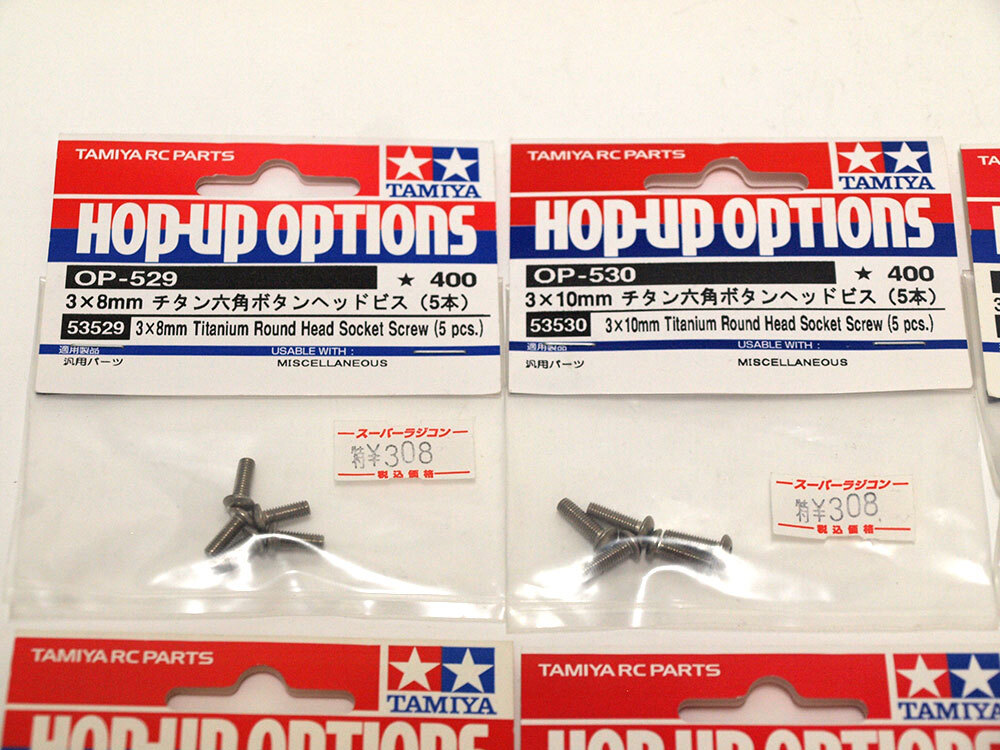 TAMIYA RC PARTS
TAMIYA
HOP-UP OPTIONS
OP-529 ★ 400
3×8mm チタン六角ボタンヘッドビス（5本）
53529 3×8mm Titanium Round Head Socket Screw (5 pcs.)
適用製品 USABLE WITH :
汎用パーツ MISCELLANEOUS
スーパーラジコン
特¥308
税込価格
TAMIYA RC PARTS
TAMIYA
HOP-UP OPTIONS
OP-530 ★ 400
3×10mm チタン六角ボタンヘッドビス（5本）
53530 3×10mm Titanium Round Head Socket Screw (5 pcs.)
適用製品 USABLE WITH :
汎用パーツ MISCELLANEOUS
スーパーラジコン
特¥308
税込価格
TA
TAMIYA RC PARTS
TAMIYA
HOP-UP OPTIONS
TAMIYA RC PARTS
TAMIYA
HOP-UP OPTIONS